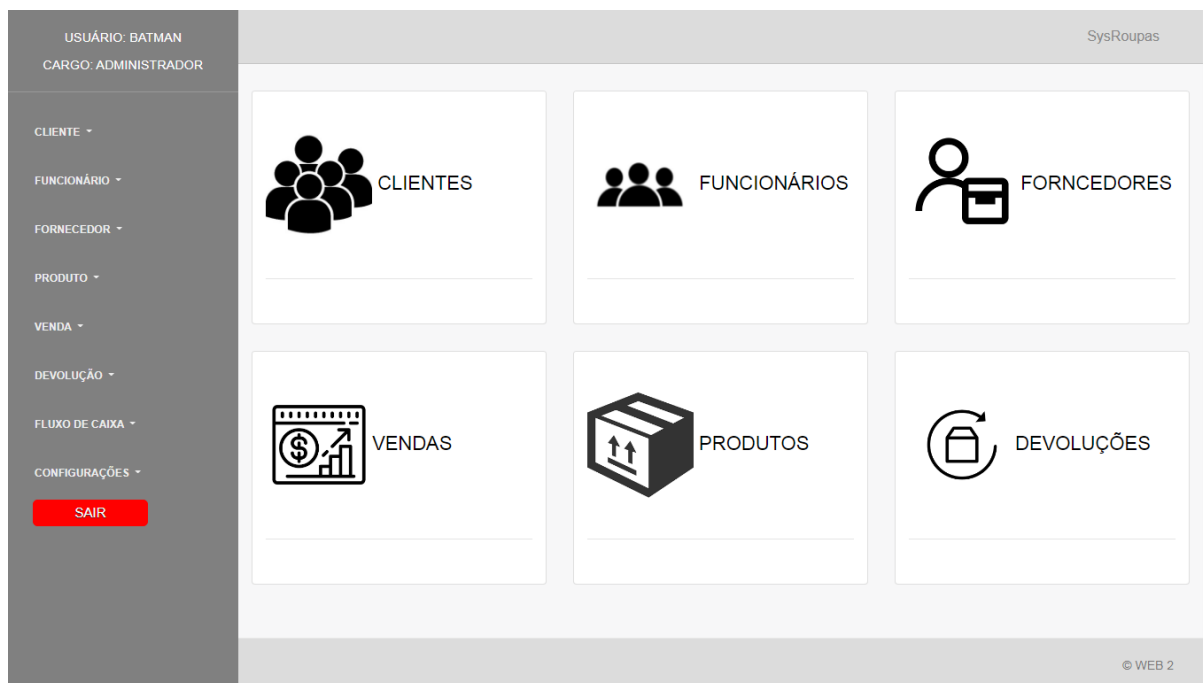 USUÁRIO: BATMAN
CARGO: ADMINISTRADOR
CLIENTE
FUNCIONÁRIO
FORNECEDOR
PRODUTO
VENDA
DEVOLUÇÃO
FLUXO DE CAIXA
CONFIGURAÇÕES
SAIR
SysRoupas
CLIENTES
FUNCIONÁRIOS
FORNCEDORES
VENDAS
PRODUTOS
DEVOLUÇÕES
© WEB 2